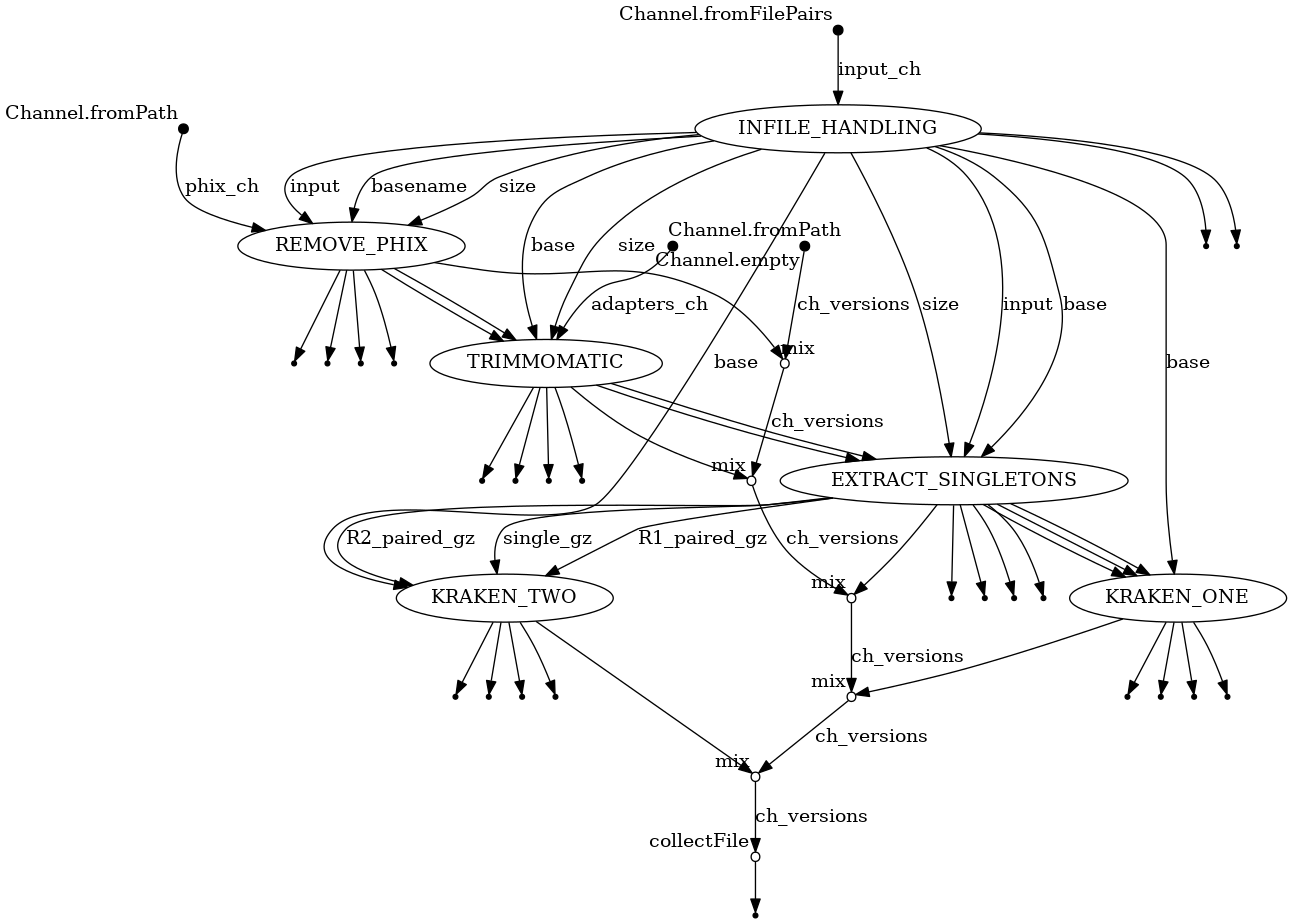 Channel.fromFilePairs
input_ch
Channel.fromPath
INFILE_HANDLING
phix_ch
input
basename
size
Channel.fromPath
REMOVE_PHIX
base
size
Channel.empty
adapters_ch
ch_versions
size
input
base
mix
TRIMMOMATIC
base
base
ch_versions
mix
EXTRACT_SINGLETONS
R2_paired_gz
single_gz
R1_paired_gz
ch_versions
mix
KRAKEN_TWO
KRAKEN_ONE
ch_versions
mix
ch_versions
mix
ch_versions
collectFile